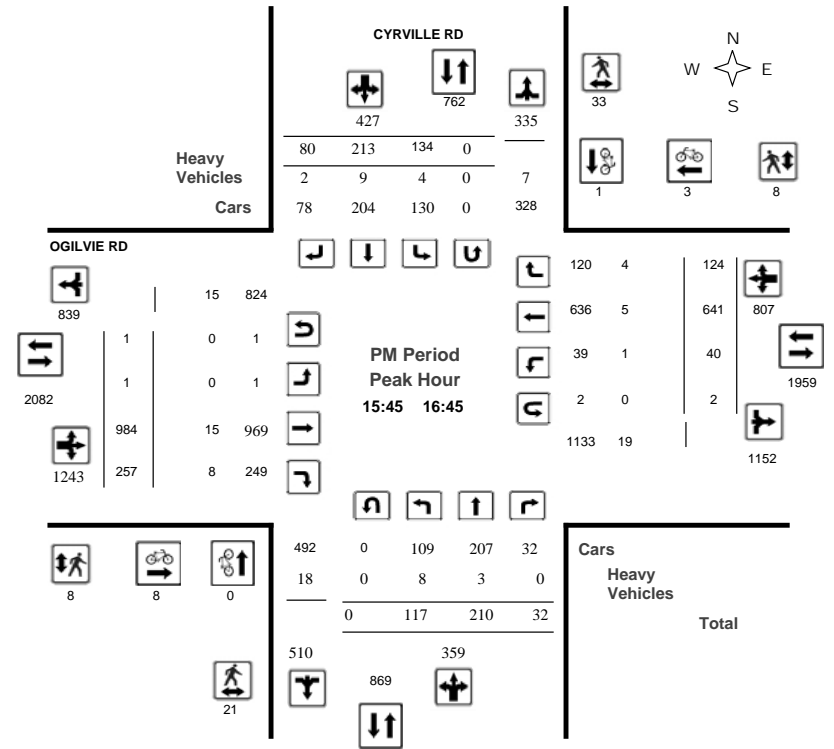 CYRVILLE RD
N
W E
S
762
33
427 335
80 213 134 0
Heavy
Vehicles 2 9 4 0 7
Cars 78 204 130 0 328
1 3 8
OGILVIE RD
839
15 824
120 4 124
636 5 641 807
1 0 1
PM Period
Peak Hour
15:45 16:45
39 1 40
1959
2082
1 0 1
2 0 2
984 15 969
1133 19
1152
1243
257 8 249
492 0 109 207 32 Cars
18 0 8 3 0 Heavy
Vehicles
0 117 210 32 Total
8 8 0
510 359
869
21